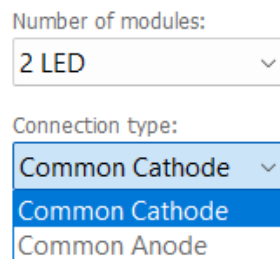 Number of modules:
2 LED
Connection type:
Common Cathode
Common Cathode
Common Anode